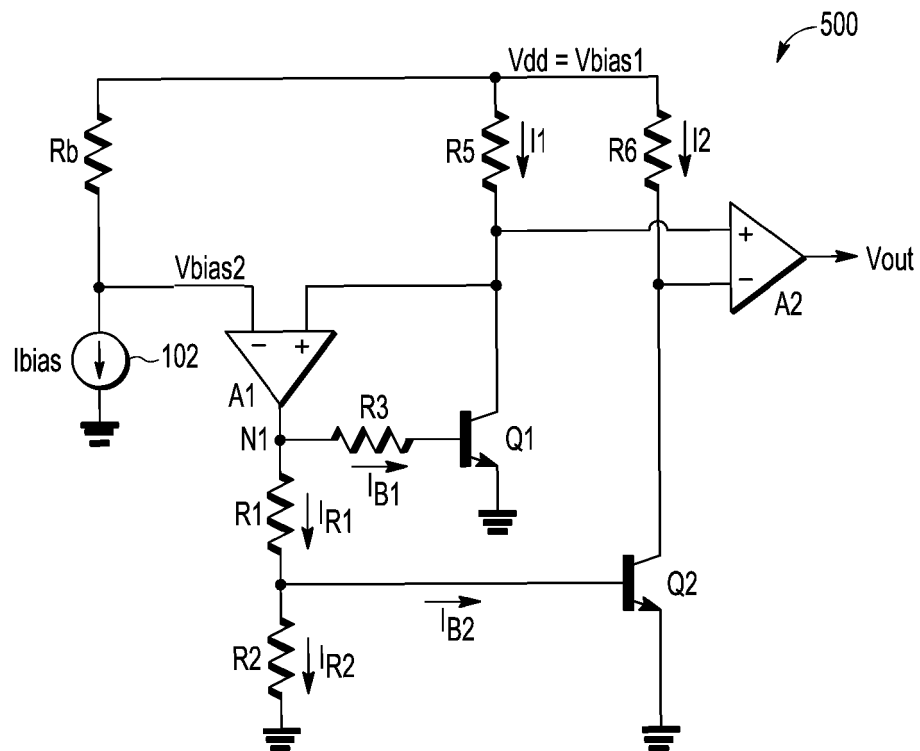 500
Vdd = Vbias1
Rb
R5
I1
R6
I2
Vbias2
+
−
Vout
A2
Ibias
102
−
+
A1
R3
N1
Q1
IB1
R1
IR1
Q2
IB2
R2
IR2